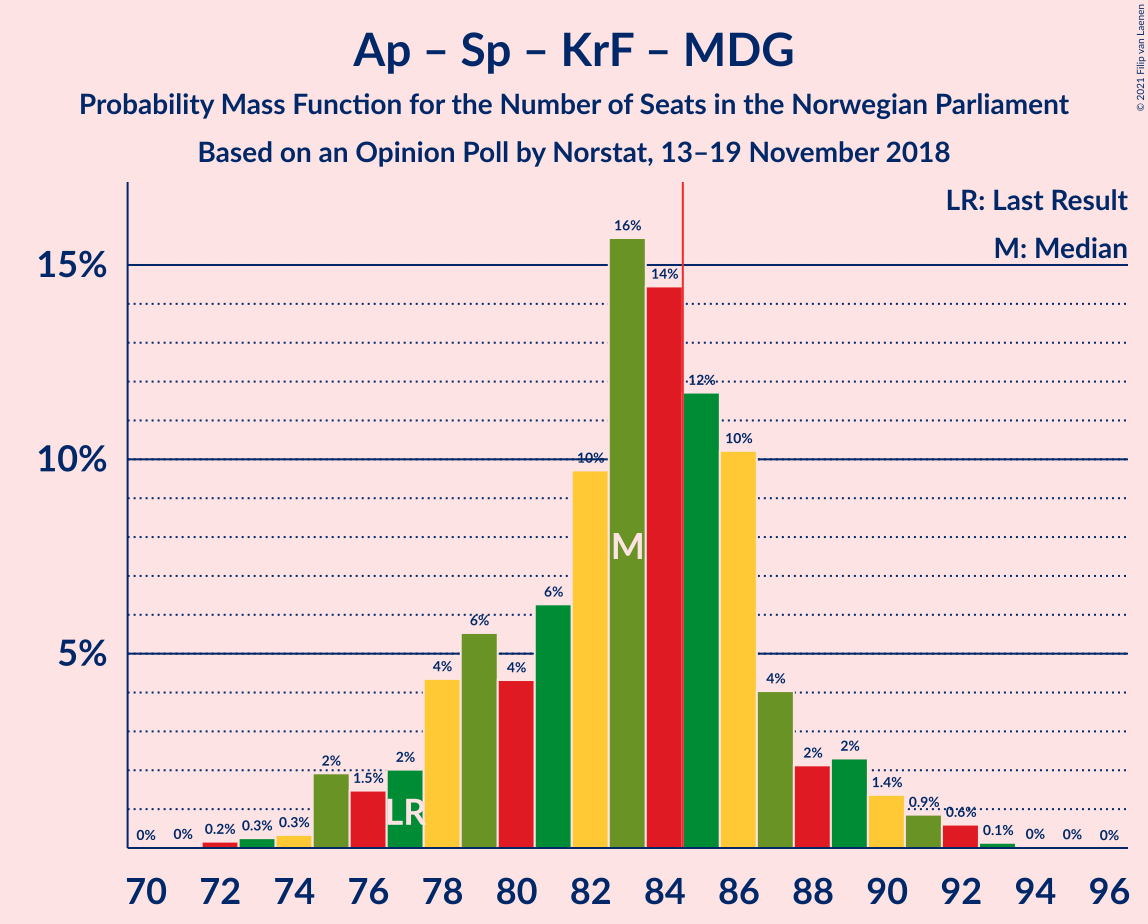 Ap – Sp – KrF – MDG
Probability Mass Function for the Number of Seats in the Norwegian Parliament
Based on an Opinion Poll by Norstat, 13–19 November 2018
© 2021 Filip van Laenen
LR: Last Result
M: Median
15%
10%
5%
0% 0% 0.2% 0.3% 0.3% 2% 1.5% 2% 4% 6% 4% 6% 10% 16% 14% 12% 10% 4% 2% 2% 1.4% 0.9% 0.6% 0.1% 0% 0% 0%
M
LR
70 72 74 76 78 80 82 84 86 88 90 92 94 96